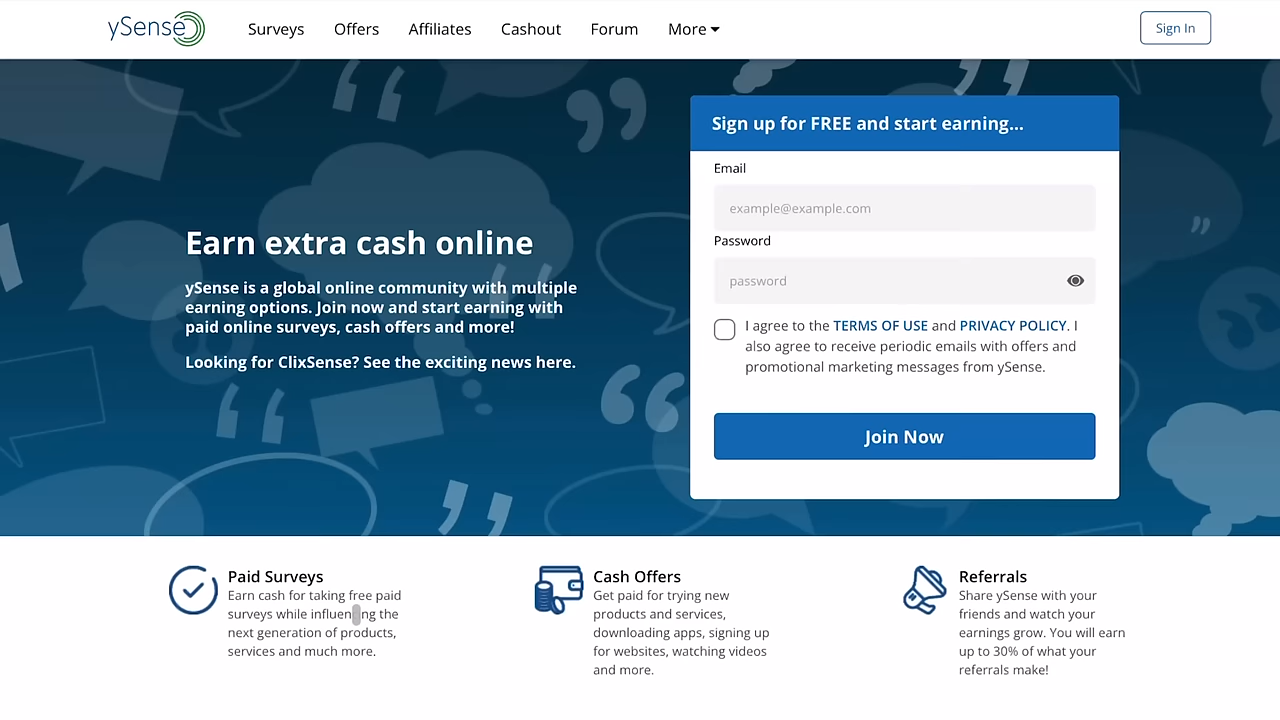 ySense
Surveys
Offers
Affiliates
Cashout
Forum
More
Sign In
Earn extra cash online
ySense is a global online community with multiple
earning options. Join now and start earning with
paid online surveys, cash offers and more!
Looking for ClixSense? See the exciting news here.
Sign up for FREE and start earning...
Email
example@example.com
Password
password
I agree to the TERMS OF USE and PRIVACY POLICY. I
also agree to receive periodic emails with offers and
promotional marketing messages from ySense.
Join Now
Paid Surveys
Earn cash for taking free paid
surveys while influencing the
next generation of products,
services and much more.
Cash Offers
Get paid for trying new
products and services,
downloading apps, signing up
for websites, watching videos
and more.
Referrals
Share ySense with your
friends and watch your
earnings grow. You will earn
up to 30% of what your
referrals make!